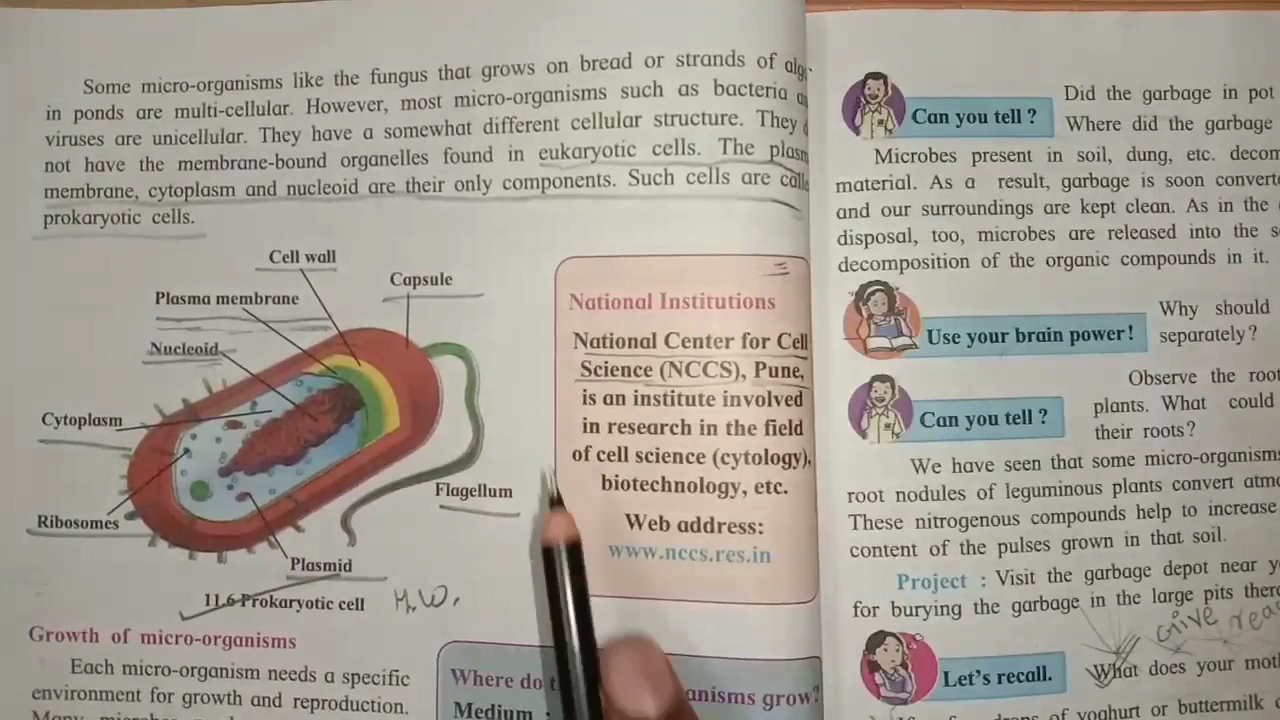 Some micro-organisms like the fungus that grows on bread or strands of
in ponds are multi-cellular. However, most micro-organisms such as bacteria
viruses are unicellular. They have a somewhat different cellular structure. They
not have the membrane-bound organelles found in eukaryotic cells. The
membrane, cytoplasm and nucleoid are their only components. Such cells are
prokaryotic cells.
Cell wall
Capsule
Plasma membrane
Nucleoid
Cytoplasm
Flagellum
Ribosomes
Plasmid
11.6 Prokaryotic cell H.W.
National Institutions
National Center for Cell
Science (NCCS), Pune,
is an institute involved
in research in the field
of cell science (cytology),
biotechnology, etc.
Web address:
www.nccs.res.in
Growth of micro-organisms
Each micro-organism needs a specific
environment for growth and reproduction.
Many
Where do
grow?
Medium :
Can you tell ?
Did the garbage in pot
Where did the garbage
Microbes present in soil, dung, etc.
material. As a result, garbage is soon
and our surroundings are kept clean. As in the
disposal, too, microbes are released into the
decomposition of the organic compounds in it.
Use your brain power!
Why should
separately?
Can you tell ?
Observe the
plants. What could
their roots?
We have seen that some
root nodules of leguminous plants convert
These nitrogenous compounds help to increase
content of the pulses grown in that soil.
Project : Visit the garbage depot near
for burying the garbage in the large pits
Give
Let's recall.
What does your
of yoghurt or buttermilk